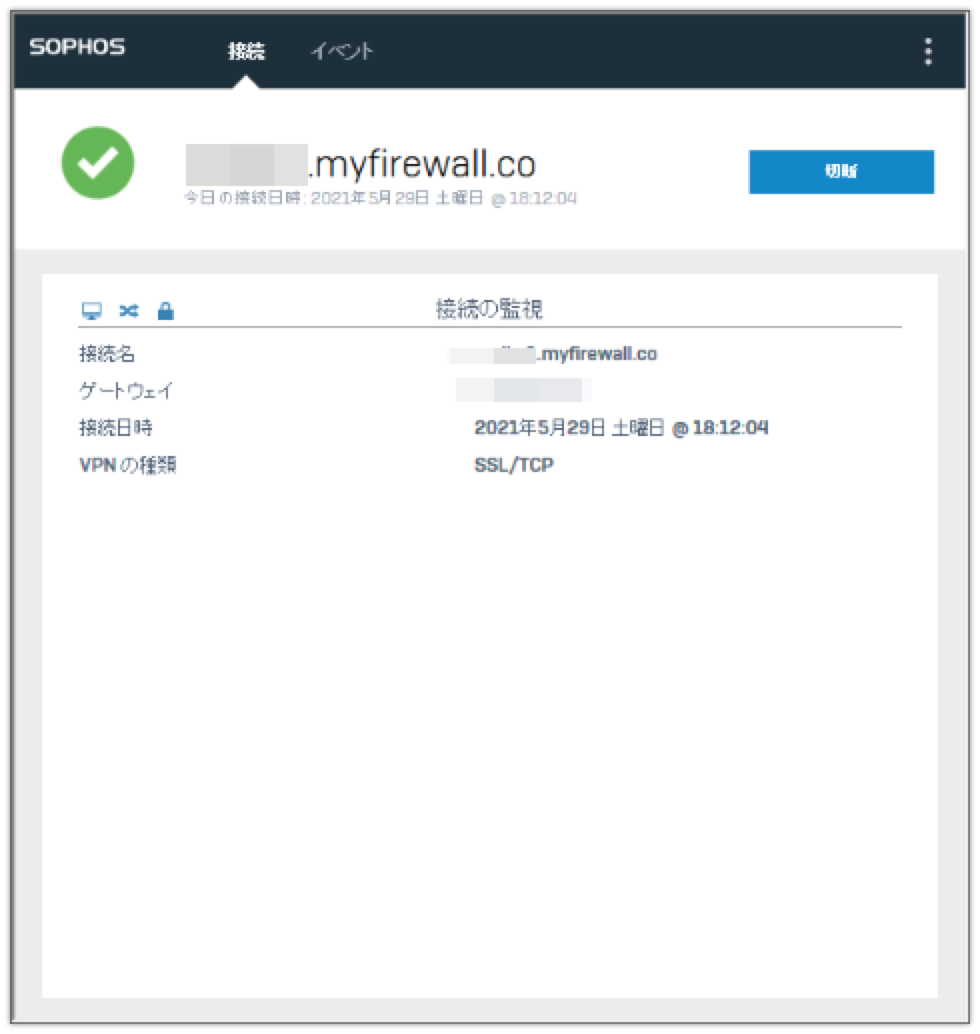 SOPHOS 接続 イベント
.myfirewall.co 切断
今日の接続日時: 2021年5月29日 土曜日 @ 18:12:04
接続の監視
接続名 .myfirewall.co
ゲートウェイ
接続日時 2021年5月29日 土曜日 @ 18:12:04
VPN の種類 SSL/TCP